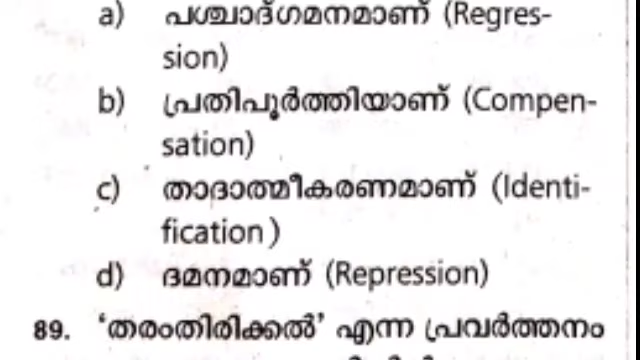 a) പശ്ചാദ്ഗമനമാണ് (Regres-
sion)
b) പ്രതിപൂർത്തിയാണ് (Compen-
sation)
c) താദാത്മീകരണമാണ് (Identi-
fication)
d) ദമനമാണ് (Repression)
89. ‘തരംതിരിക്കൽ’ എന്ന പ്രവർത്തനം